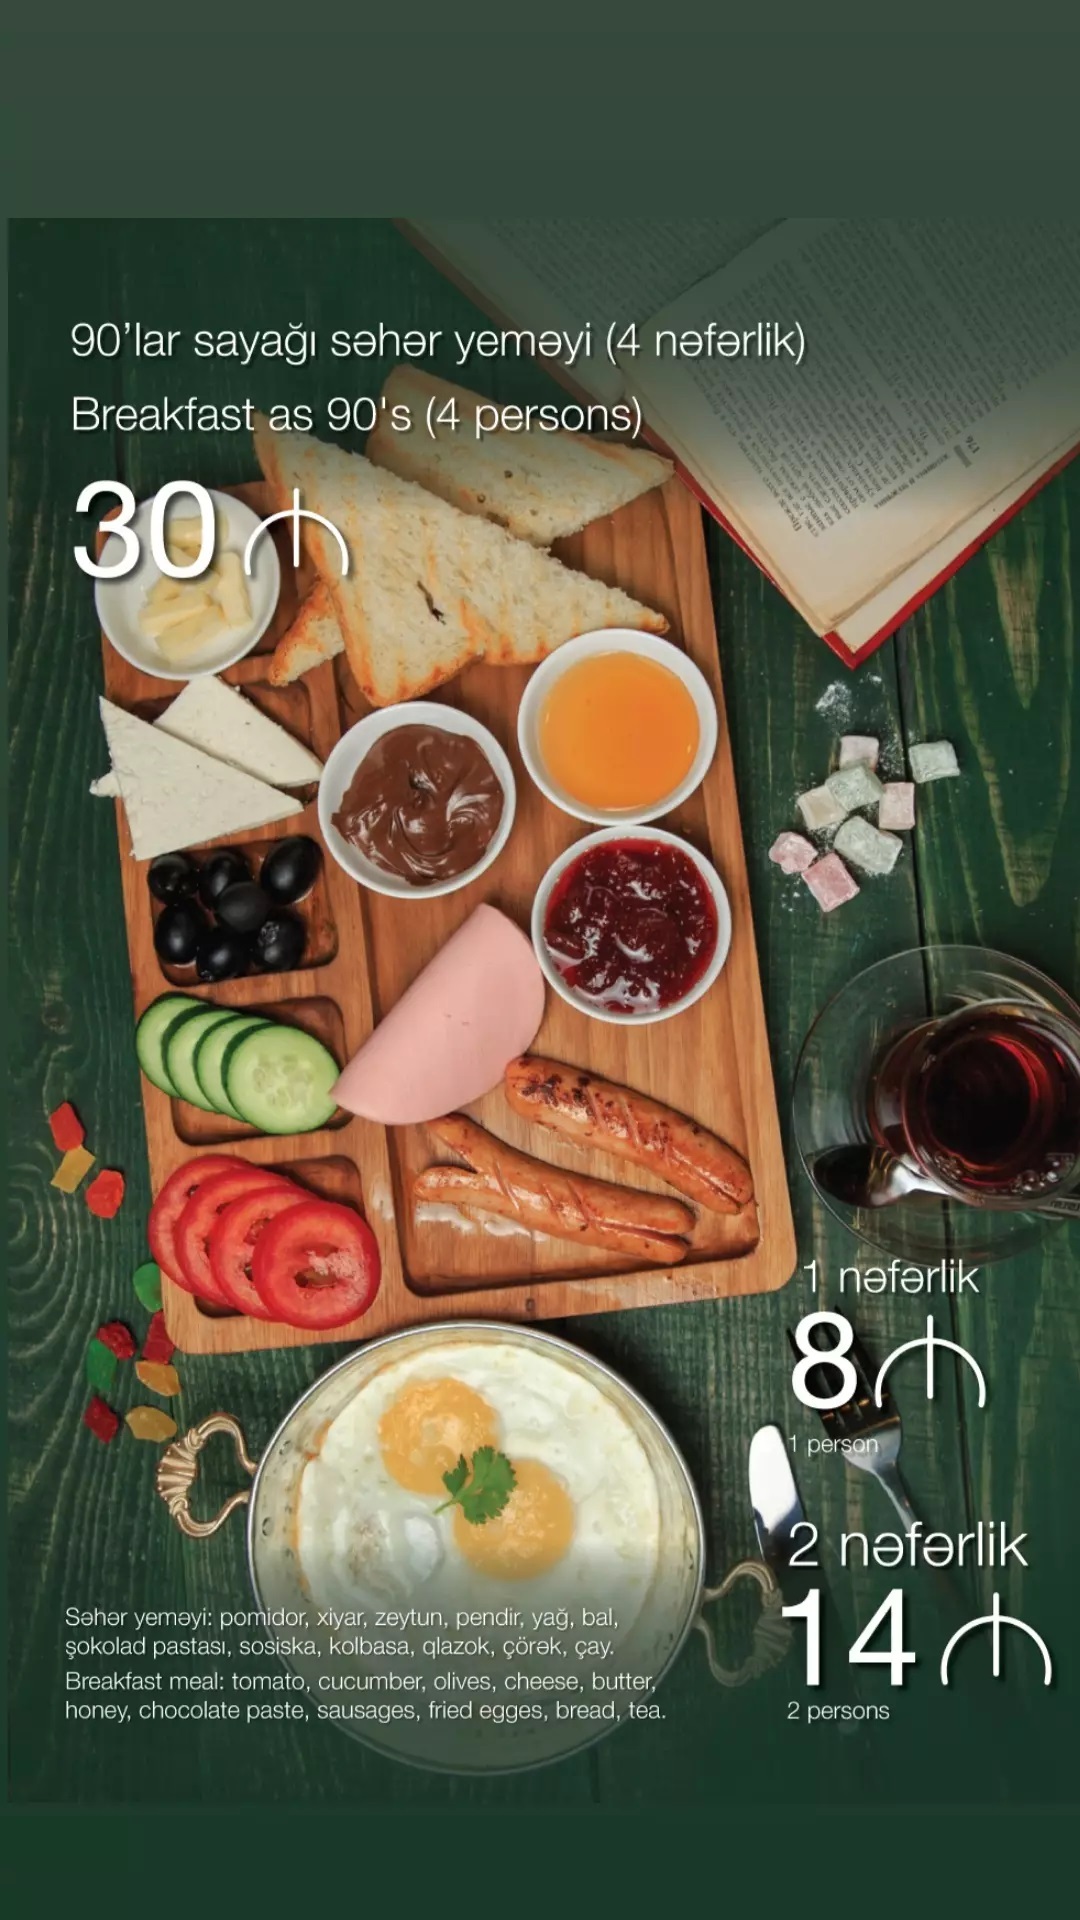 90'lar sayağı səhər yeməyi (4 nəfərlik)
Breakfast as 90's (4 persons)
30 ₼
1 nəfərlik
8 ₼
1 person
2 nəfərlik
14 ₼
2 persons
Səhər yeməyi: pomidor, xiyar, zeytun, pendir, yağ, bal,
şokolad pastası, sosiska, kolbasa, qlazok, çörək, çay.
Breakfast meal: tomato, cucumber, olives, cheese, butter,
honey, chocolate paste, sausages, fried egges, bread, tea.
176